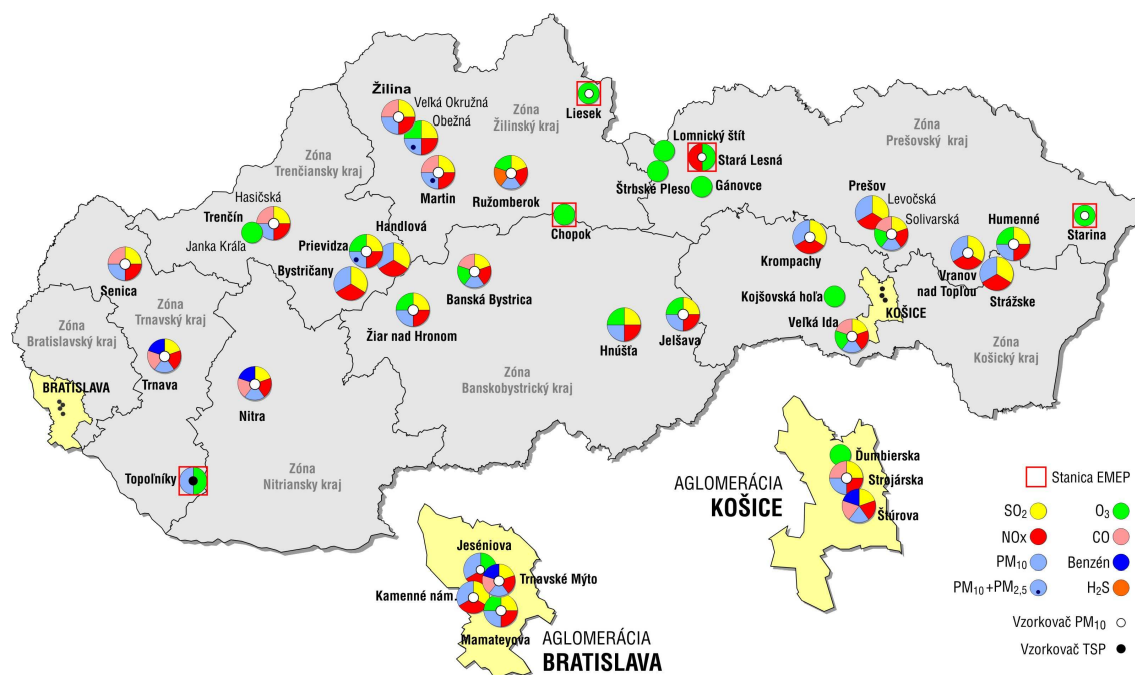 Žilina
Veľká Okružná
Obežná
Zóna
Žilinský kraj
Liesek
Lomnický štít
Zóna
Prešovský kraj
Stará Lesná
Štrbské Pleso
Gánovce
Zóna
Trenčiansky kraj
Martin
Ružomberok
Prešov
Levočská
Solivarská
Humenné
Hasičská
Trenčín
Janka Kráľa
Chopok
Starina
Handlová
Prievidza
Bystričany
Krompachy
Vranov
nad Topľou
Strážske
Senica
Banská Bystrica
Kojšovská hoľa
KOŠICE
Zóna
Trnavský kraj
Žiar nad Hronom
Hnúšťa
Jelšava
Veľká Ida
Zóna
Bratislavský kraj
Zóna
Košický kraj
Trnava
Zóna
Banskobystrický kraj
BRATISLAVA
Nitra
Topoľníky
Zóna
Nitriansky kraj
Ďumbierska
AGLOMERÁCIA
KOŠICE
Strojárska
Štúrova
Stanica EMEP
SO2
O3
NOx
CO
PM10
Benzén
PM10+PM2,5
H2S
Vzorkovač PM10
Vzorkovač TSP
Jeséniova
Trnavské Mýto
Kamenné nám.
Mamateyova
AGLOMERÁCIA
BRATISLAVA